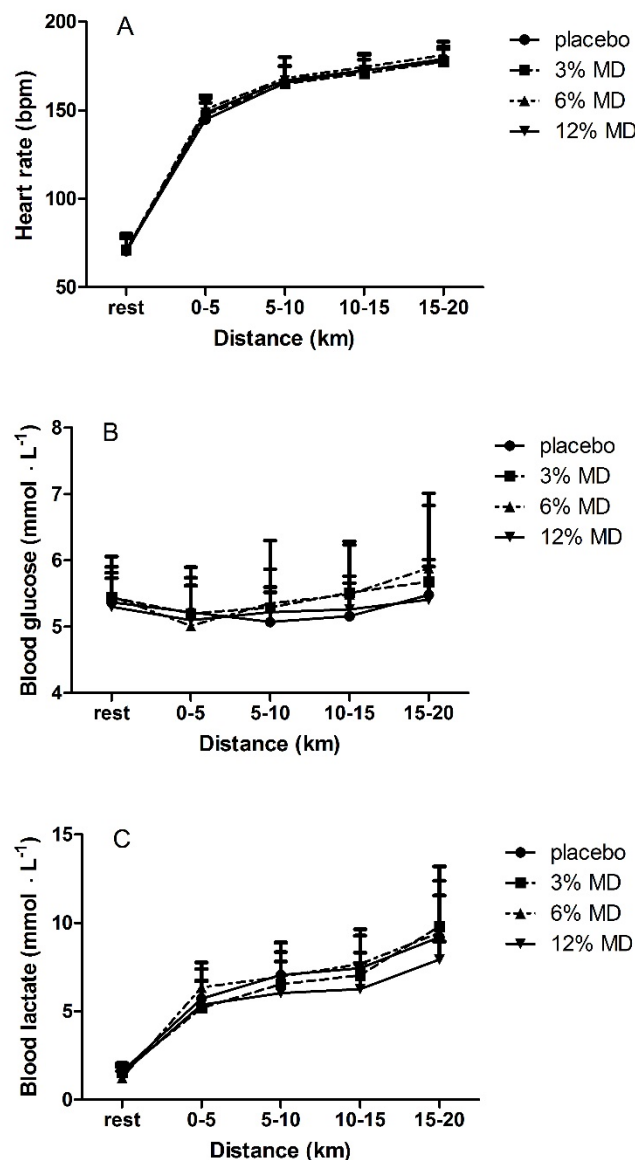 A
200
150
100
50
Heart rate (bpm)
rest 0-5 5-10 10-15 15-20
Distance (km)
placebo
3% MD
6% MD
12% MD
B
8
7
6
5
4
Blood glucose (mmol · L⁻¹)
rest 0-5 5-10 10-15 15-20
Distance (km)
placebo
3% MD
6% MD
12% MD
C
15
10
5
0
Blood lactate (mmol · L⁻¹)
rest 0-5 5-10 10-15 15-20
Distance (km)
placebo
3% MD
6% MD
12% MD